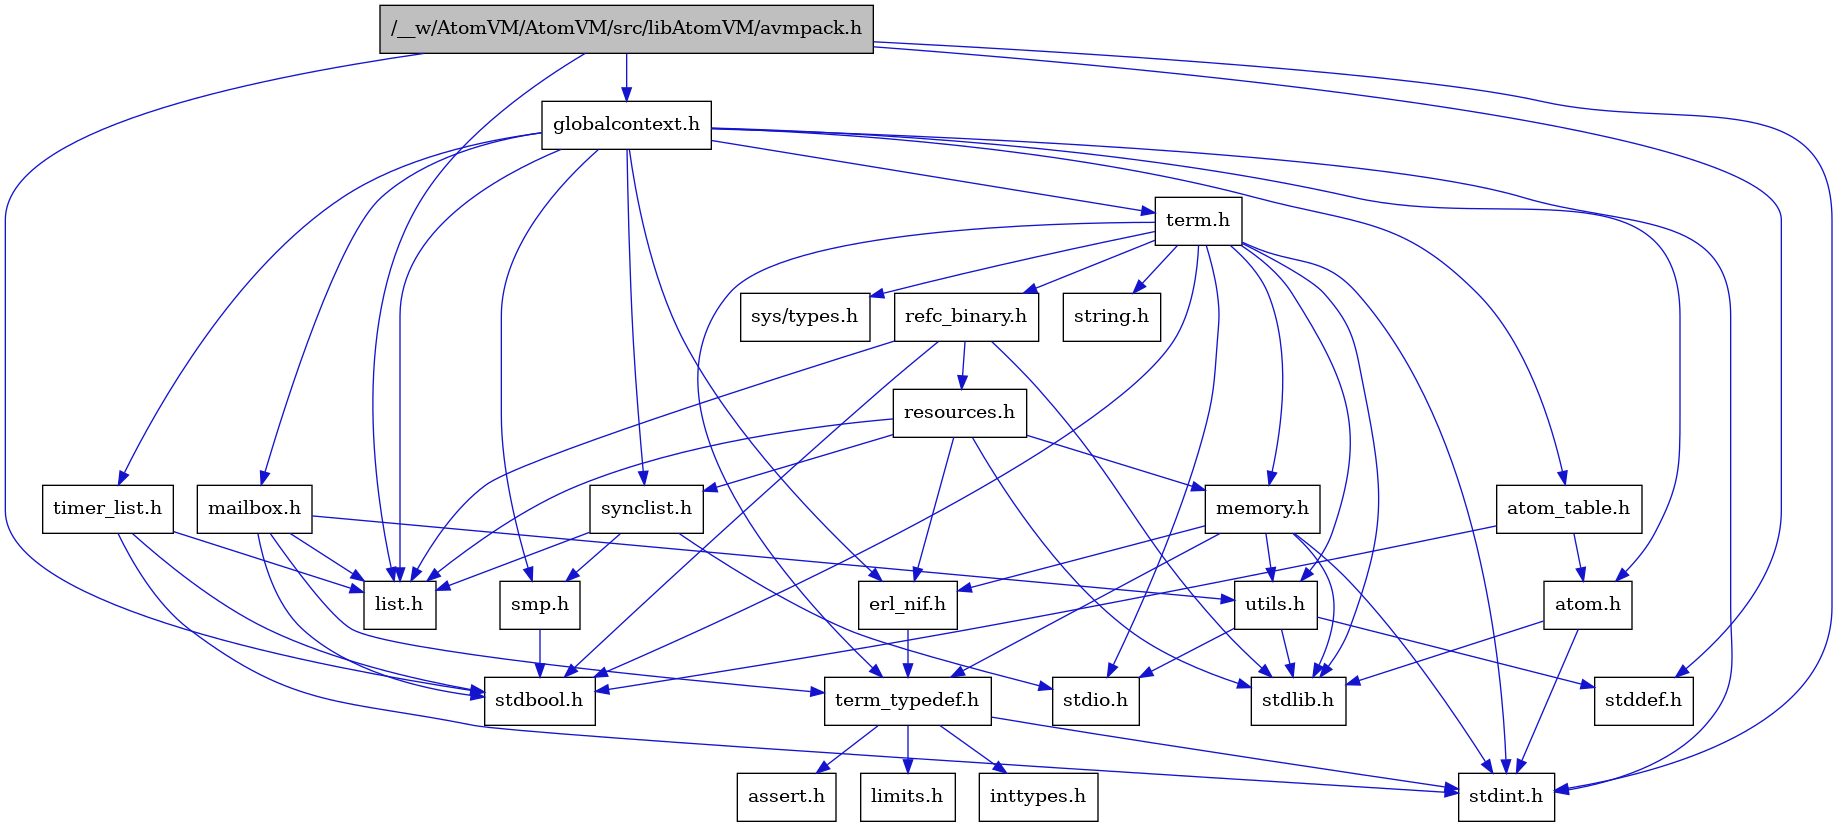 /__w/AtomVM/AtomVM/src/libAtomVM/avmpack.h
globalcontext.h
term.h
sys/types.h
refc_binary.h
string.h
resources.h
timer_list.h
mailbox.h
synclist.h
memory.h
atom_table.h
list.h
smp.h
erl_nif.h
utils.h
atom.h
stdbool.h
term_typedef.h
stdio.h
stdlib.h
stddef.h
assert.h
limits.h
inttypes.h
stdint.h